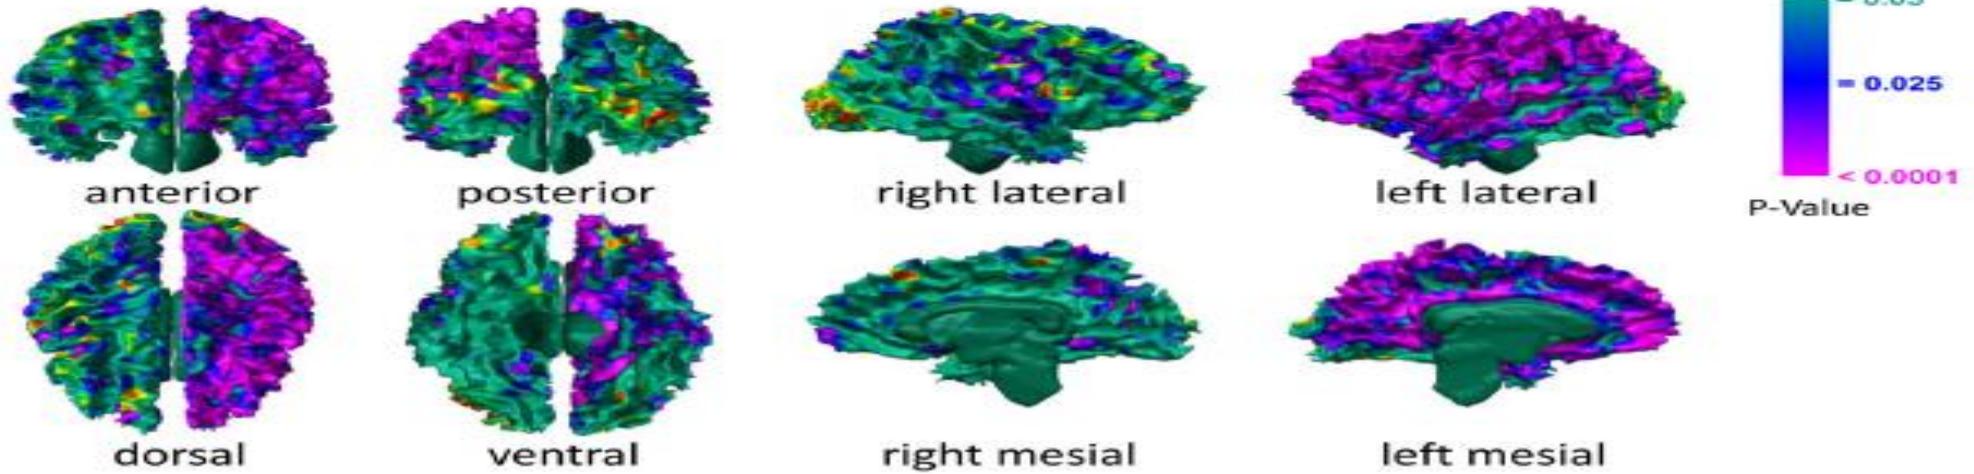 = 0.025
< 0.0001
P-Value
anterior
posterior
right lateral
left lateral
dorsal
ventral
right mesial
left mesial